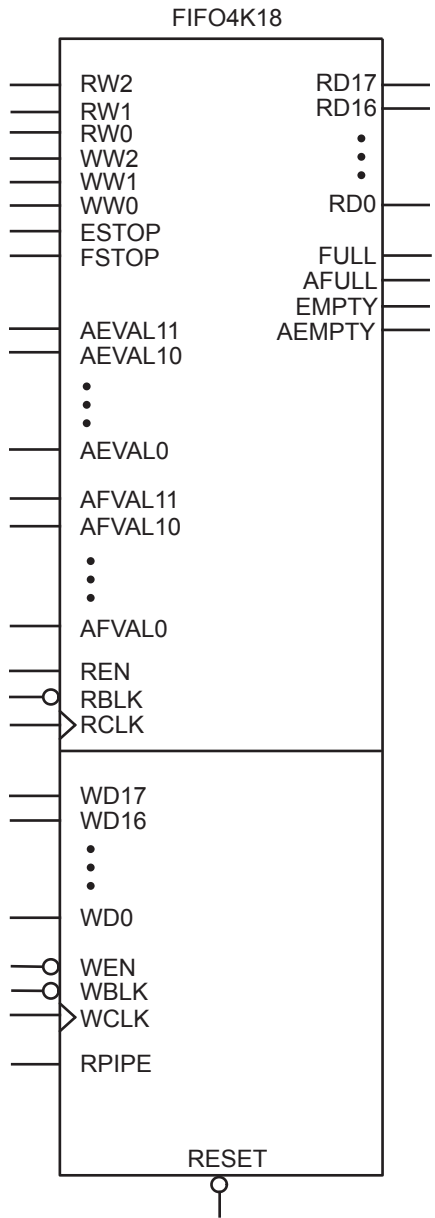 FIFO4K18
RW2
RW1
RW0
WW2
WW1
WW0
ESTOP
FSTOP
AEVAL11
AEVAL10
AEVAL0
AFVAL11
AFVAL10
AFVAL0
REN
RBLK
RCLK
RD17
RD16
RD0
FULL
AFULL
EMPTY
AEMPTY
WD17
WD16
WD0
WEN
WBLK
WCLK
RPIPE
RESET